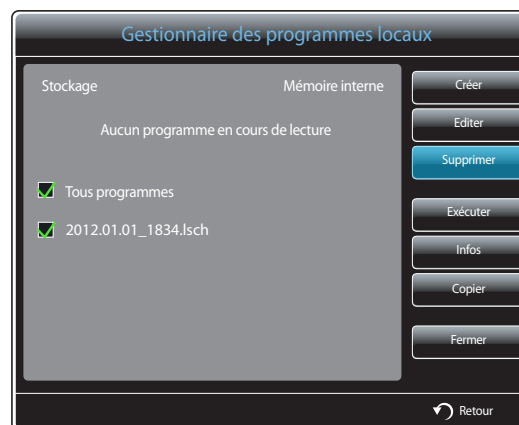 Gestionnaire des programmes locaux
Stockage Mémoire interne
Aucun programme en cours de lecture
Tous programmes
2012.01.01_1834.lsch
Créer
Editer
Supprimer
Exécuter
Infos
Copier
Fermer
Retour